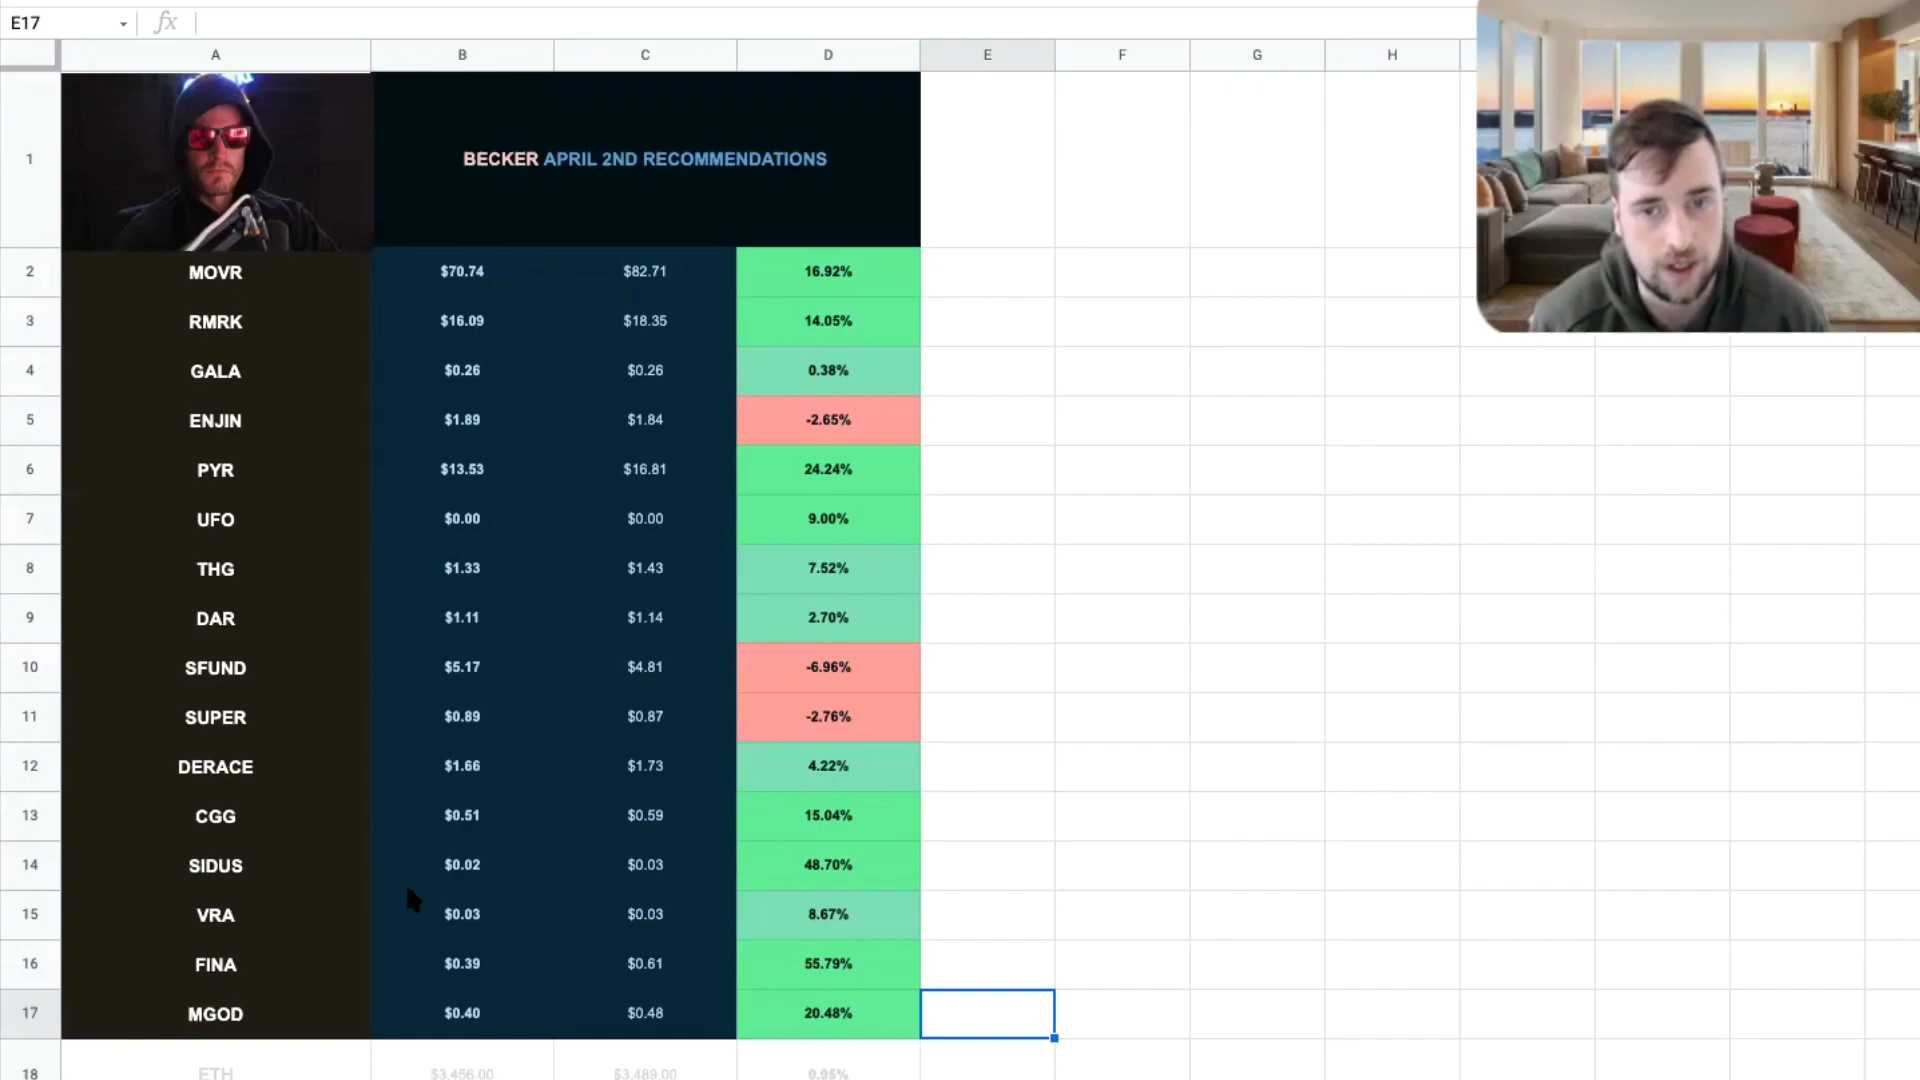 E17 fx
A B C D E F G H
1 BECKER APRIL 2ND RECOMMENDATIONS
2 MOVR $70.74 $82.71 16.92%
3 RMRK $16.09 $18.35 14.05%
4 GALA $0.26 $0.26 0.38%
5 ENJIN $1.89 $1.84 -2.65%
6 PYR $13.53 $16.81 24.24%
7 UFO $0.00 $0.00 9.00%
8 THG $1.33 $1.43 7.52%
9 DAR $1.11 $1.14 2.70%
10 SFUND $5.17 $4.81 -6.96%
11 SUPER $0.89 $0.87 -2.76%
12 DERACE $1.66 $1.73 4.22%
13 CGG $0.51 $0.59 15.04%
14 SIDUS $0.02 $0.03 48.70%
15 VRA $0.03 $0.03 8.67%
16 FINA $0.39 $0.61 55.79%
17 MGOD $0.40 $0.48 20.48%
18 ETH $3,456.00 $3,489.00 0.95%